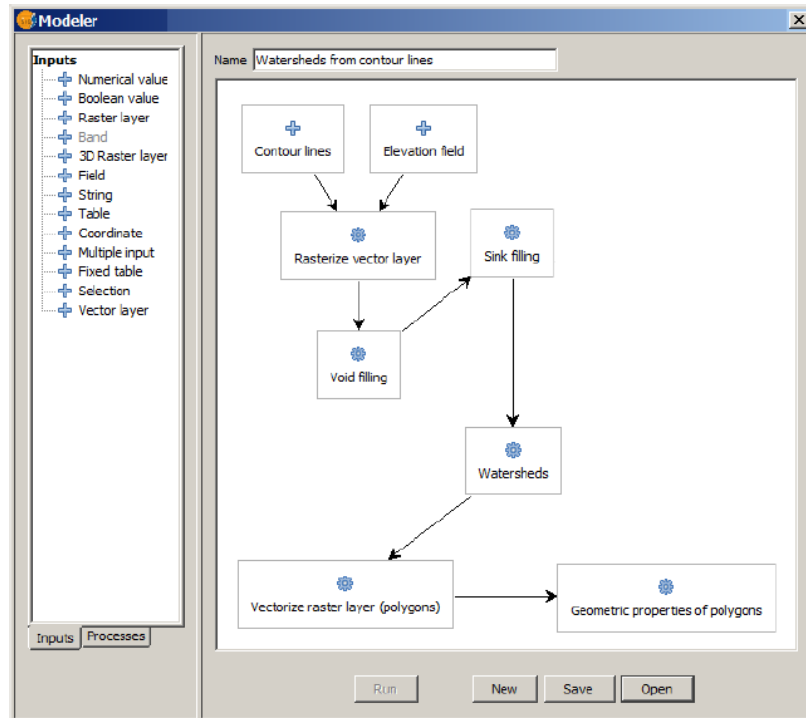 Modeler
Inputs
Numerical value
Boolean value
Raster layer
Band
3D Raster layer
Field
String
Table
Coordinate
Multiple input
Fixed table
Selection
Vector layer
Inputs
Processes
Name Watersheds from contour lines
Contour lines
Elevation field
Rasterize vector layer
Sink filling
Void filling
Watersheds
Vectorize raster layer (polygons)
Geometric properties of polygons
Run
New
Save
Open